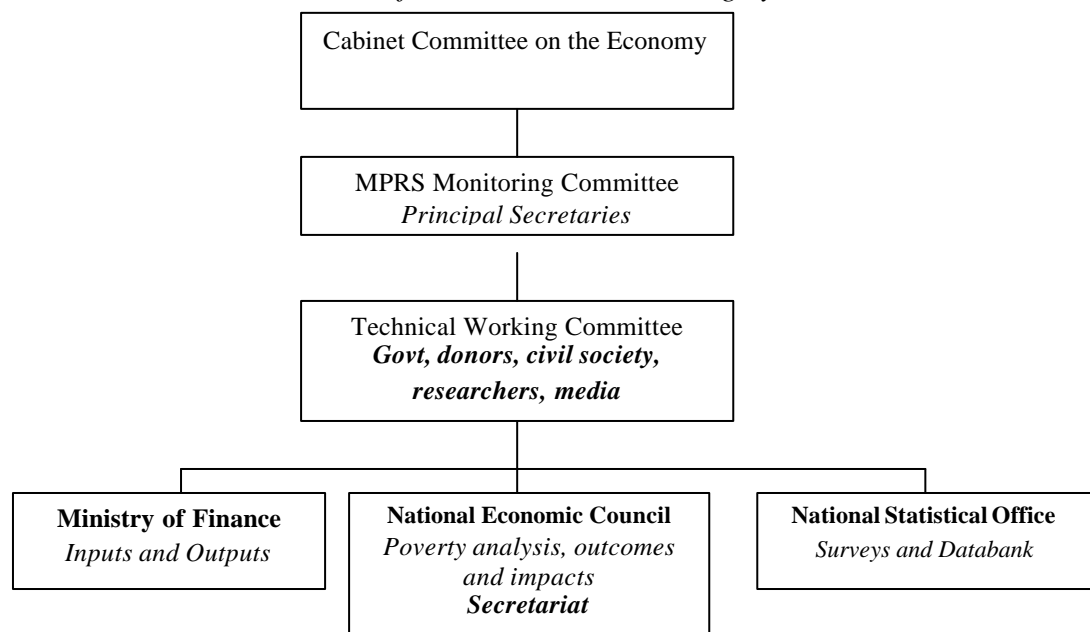 Cabinet Committee on the Economy
MPRS Monitoring Committee
Principal Secretaries
Technical Working Committee
Govt, donors, civil society,
researchers, media
Ministry of Finance
Inputs and Outputs
National Economic Council
Poverty analysis, outcomes
and impacts
Secretariat
National Statistical Office
Surveys and Databank